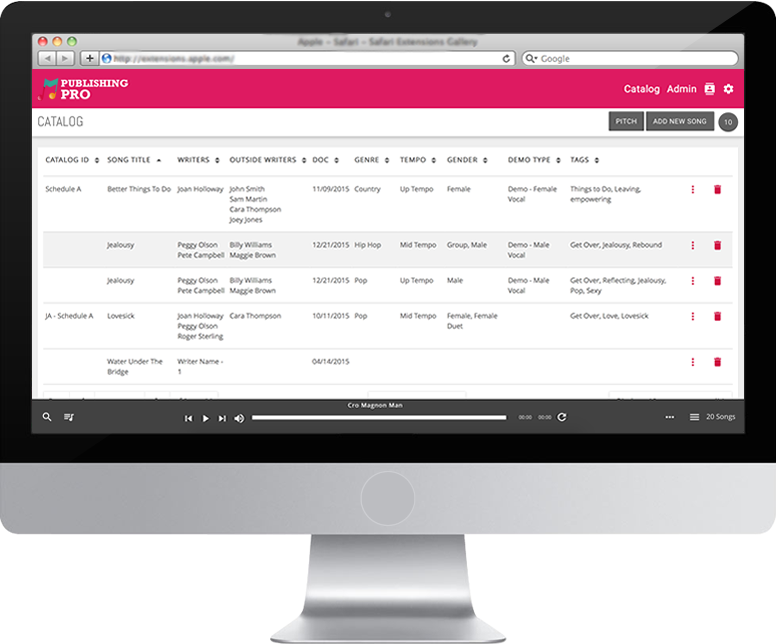 Apple – Safari – Safari Extensions Gallery
http://extensions.apple.com/
Google
PUBLISHING
PRO
Catalog Admin
CATALOG
PITCH ADD NEW SONG 10
CATALOG ID SONG TITLE WRITERS OUTSIDE WRITERS DOC GENRE TEMPO GENDER DEMO TYPE TAGS
Schedule A Better Things To Do Joan Holloway John Smith 11/09/2015 Country Up Tempo Female Demo - Female Things to Do, Leaving,
Sam Martin Vocal empowering
Cara Thompson
Joey Jones
Jealousy Peggy Olson Billy Williams 12/21/2015 Hip Hop Mid Tempo Group, Male Demo - Male Get Over, Jealousy, Rebound
Pete Campbell Maggie Brown Vocal
Jealousy Peggy Olson Billy Williams 12/21/2015 Pop Up Tempo Male Demo - Male Get Over, Reflecting, Jealousy,
Pete Campbell Maggie Brown Vocal Pop, Sexy
JA - Schedule A Lovesick Joan Holloway Cara Thompson 10/11/2015 Pop Mid Tempo Female, Female Get Over, Love, Lovesick
Peggy Olson Duet
Roger Sterling
Water Under The Writer Name - 04/14/2015
Bridge 1
Cro Magnon Man
00:00 00:00 20 Songs